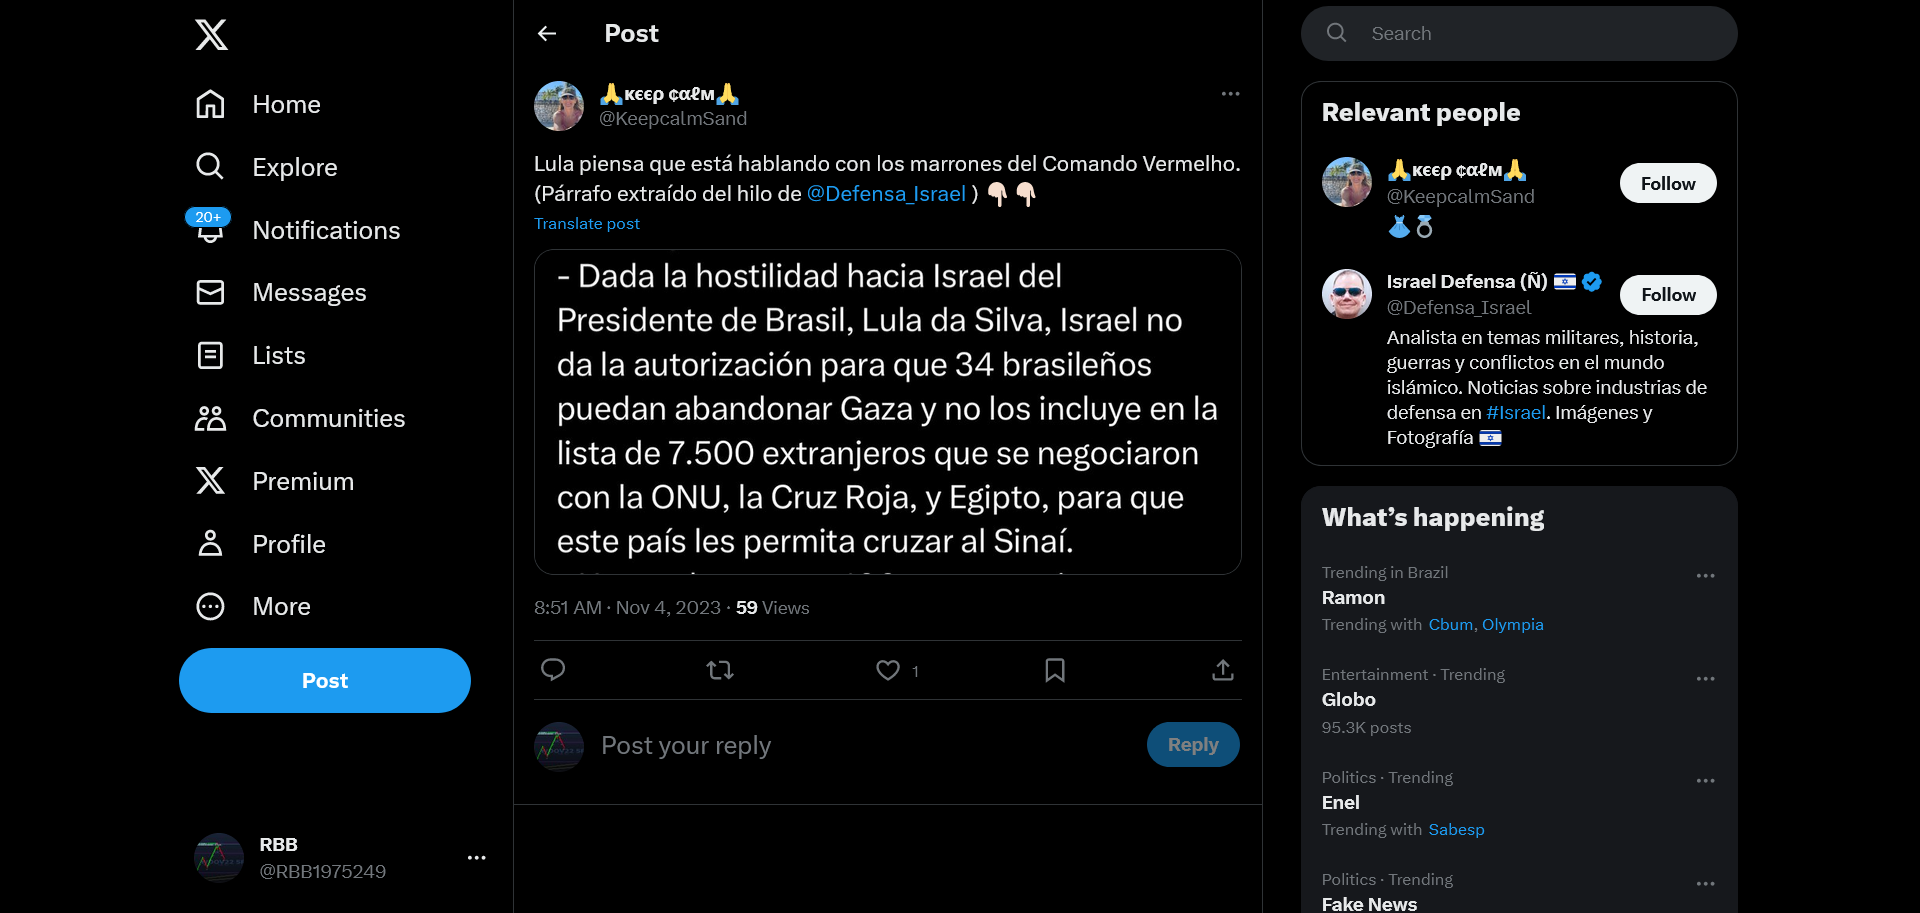 Home
Explore
20+
Notifications
Messages
Lists
Communities
Premium
Profile
More
Post
RBB
@RBB1975249
Post
🙏кєєρ ¢αℓм🙏
@KeepcalmSand
Lula piensa que está hablando con los marrones del Comando Vermelho.
(Párrafo extraído del hilo de @Defensa_Israel ) 👇🏻👇🏻
Translate post
- Dada la hostilidad hacia Israel del
Presidente de Brasil, Lula da Silva, Israel no
da la autorización para que 34 brasileños
puedan abandonar Gaza y no los incluye en la
lista de 7.500 extranjeros que se negociaron
con la ONU, la Cruz Roja, y Egipto, para que
este país les permita cruzar al Sinaí.
8:51 AM · Nov 4, 2023 · 59 Views
1
Post your reply
Reply
Search
Relevant people
🙏кєєρ ¢αℓм🙏
@KeepcalmSand
Follow
👗💍
Israel Defensa (Ñ) 🇮🇱
@Defensa_Israel
Follow
Analista en temas militares, historia,
guerras y conflictos en el mundo
islámico. Noticias sobre industrias de
defensa en #Israel. Imágenes y
Fotografía 🇮🇱
What's happening
Trending in Brazil
Ramon
Trending with Cbum, Olympia
Entertainment · Trending
Globo
95.3K posts
Politics · Trending
Enel
Trending with Sabesp
Politics · Trending
Fake News